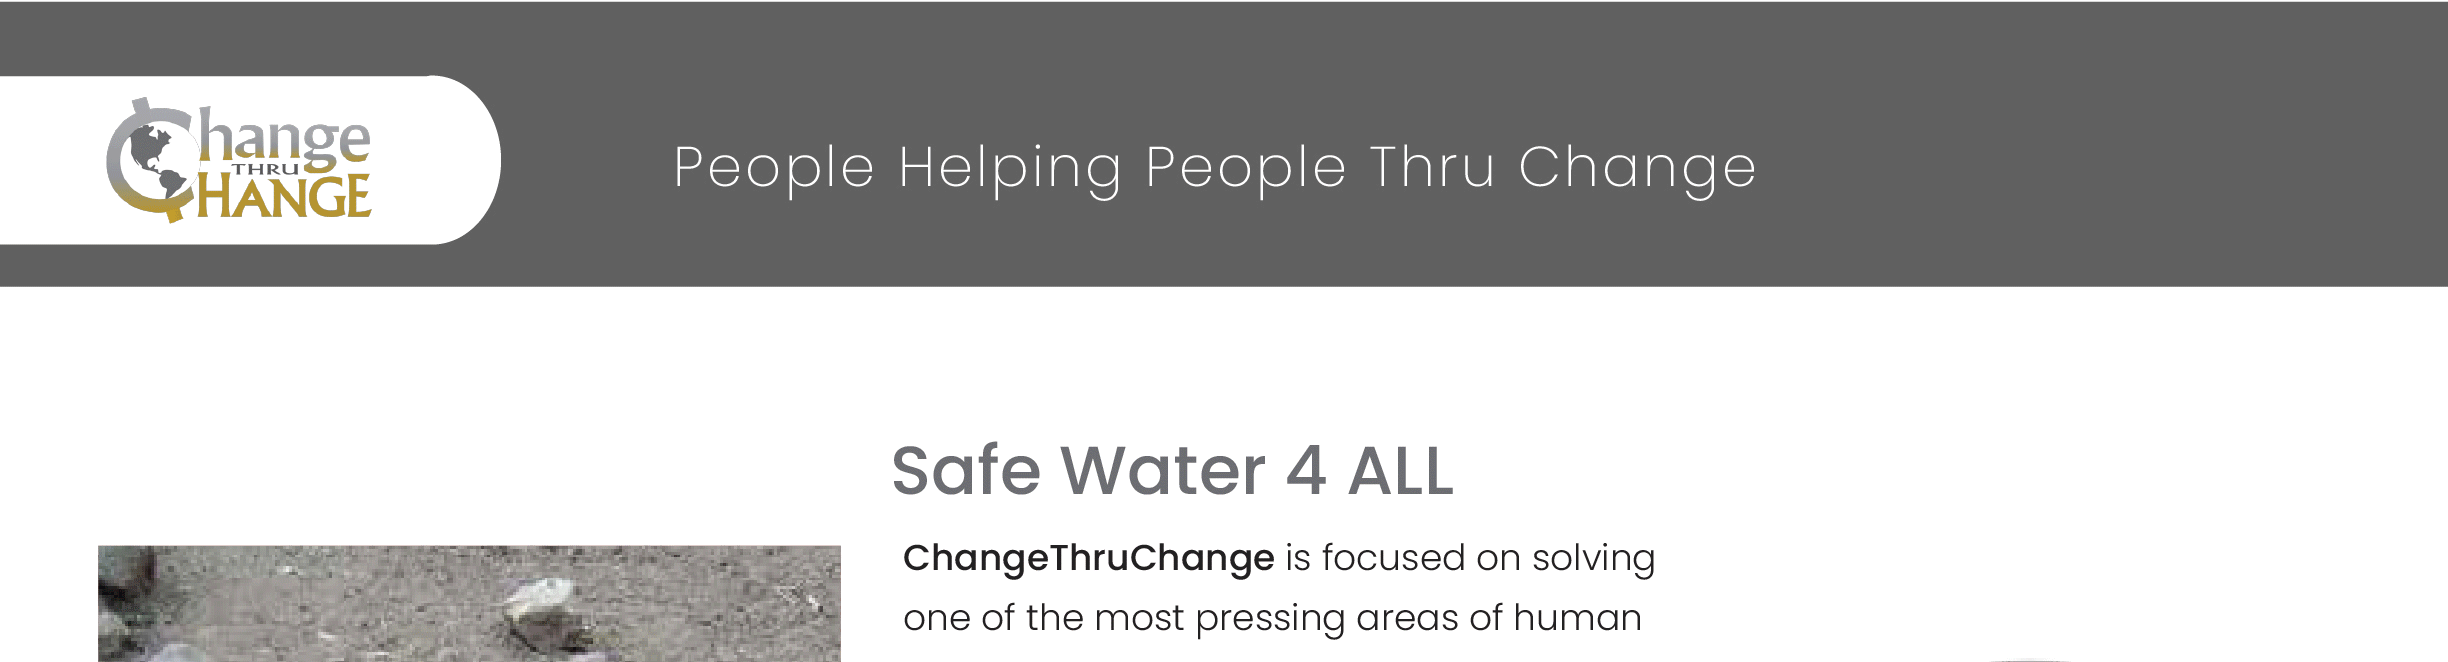 Change
THRU
CHANGE
People Helping People Thru Change
Safe Water 4 ALL
ChangeThruChange is focused on solving
one of the most pressing areas of human